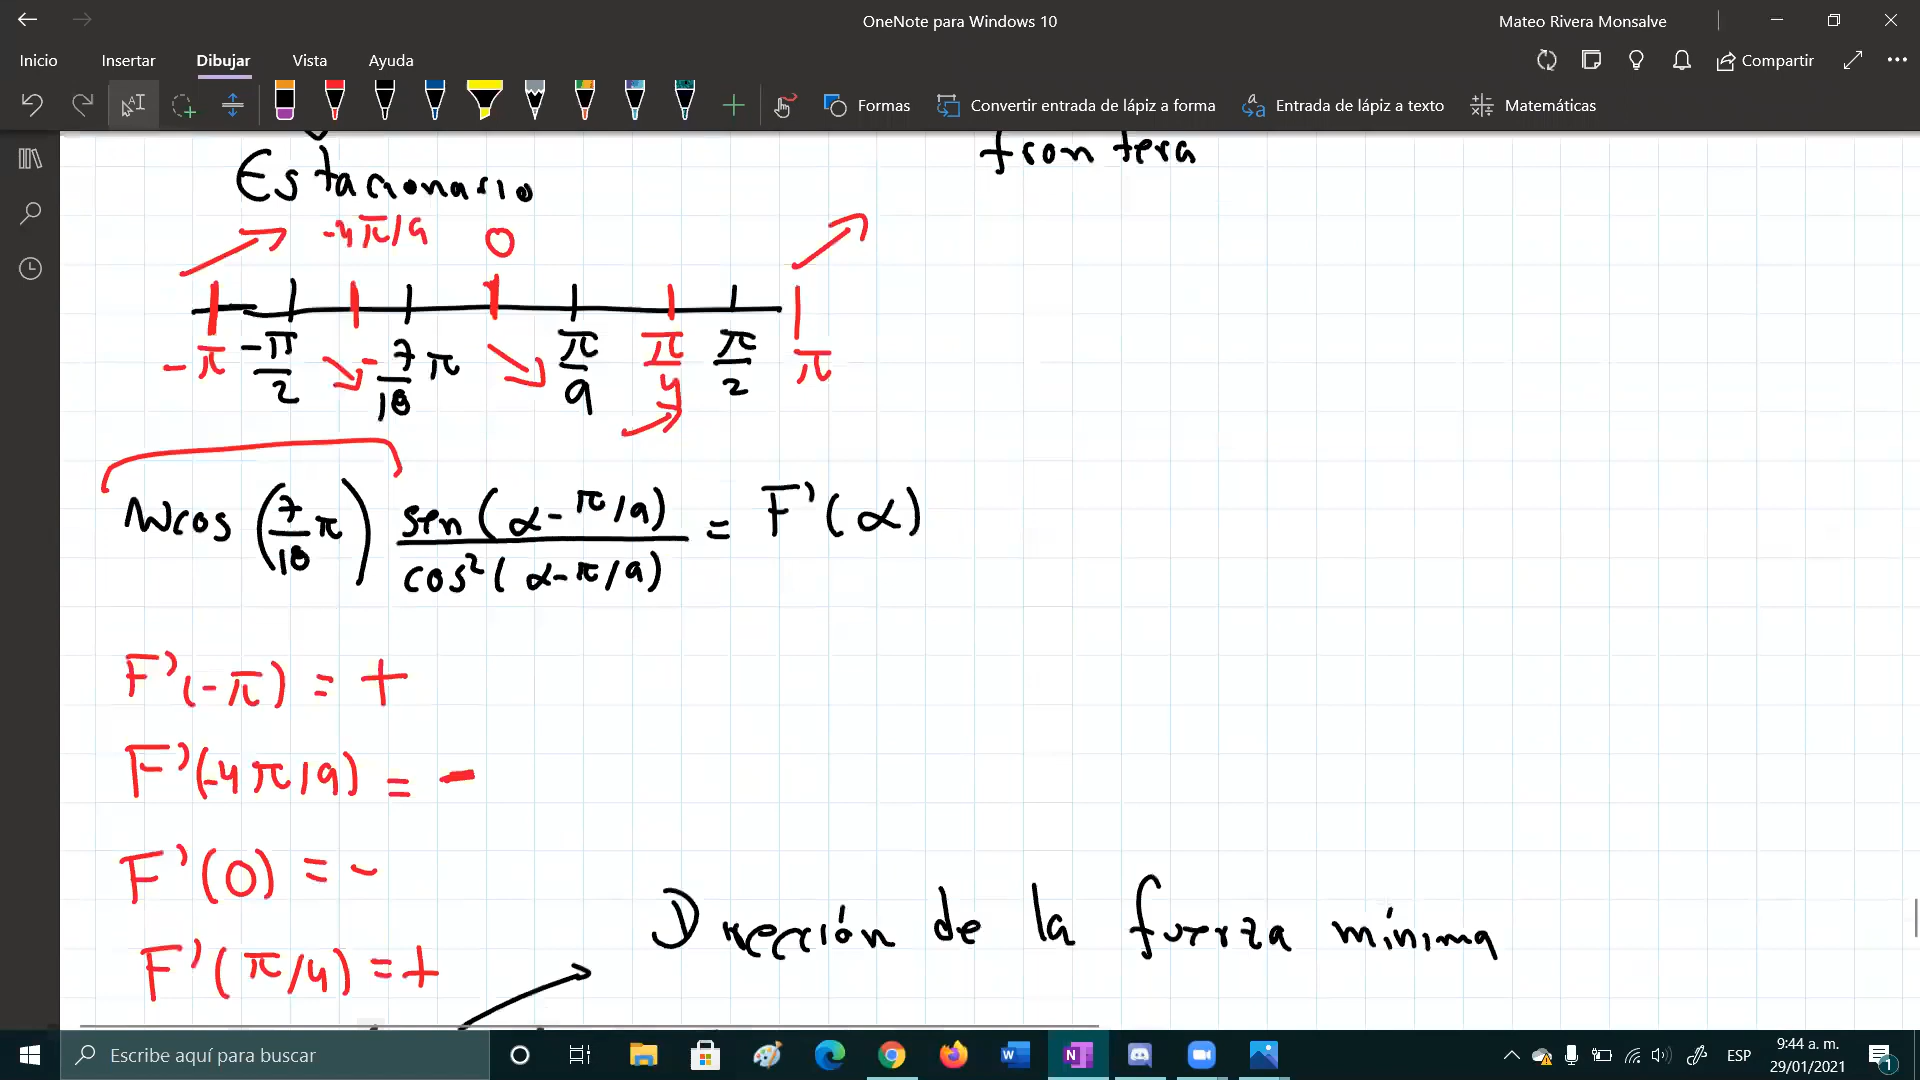 OneNote para Windows 10
Mateo Rivera Monsalve
Inicio Insertar Dibujar Vista Ayuda
Compartir
Formas Convertir entrada de lápiz a forma Entrada de lápiz a texto Matemáticas
frontera
Estacionario
-4π/9 0
-π -π/2 -7/18 π π/9 π/4 π/2 π
Wcos (7/18 π) sen(α-π/9) / cos²(α-π/9) = F'(α)
F'(-π) = +
F'(-4π/9) = -
F'(0) = -
F'(π/4) = +
Dirección de la fuerza mínima
Escribe aquí para buscar
ESP
9:44 a. m.
29/01/2021
1